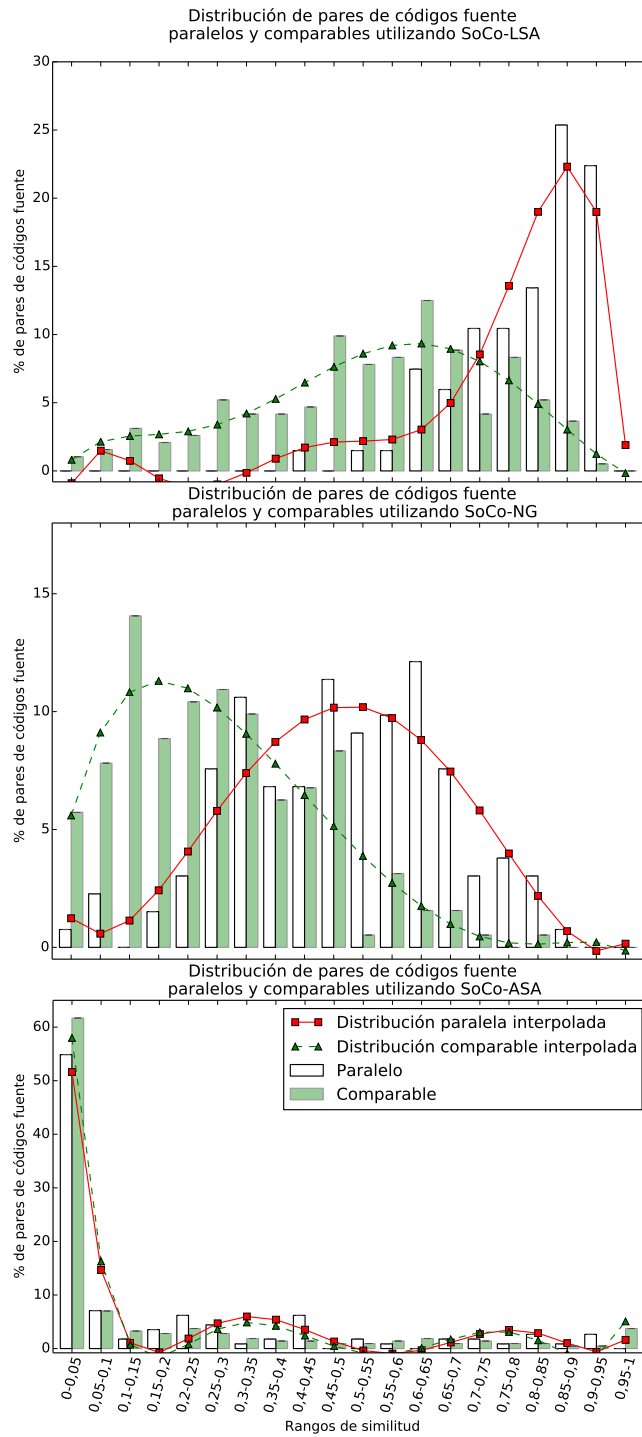 Distribución de pares de códigos fuente
paralelos y comparables utilizando SoCo-LSA
30
25
20
15
10
5
0
% de pares de códigos fuente
Distribución de pares de códigos fuente
paralelos y comparables utilizando SoCo-NG
15
10
5
0
% de pares de códigos fuente
Distribución de pares de códigos fuente
paralelos y comparables utilizando SoCo-ASA
60
50
40
30
20
10
0
% de pares de códigos fuente
Distribución paralela interpolada
Distribución comparable interpolada
Paralelo
Comparable
0-0,05
0,05-0,1
0,1-0,15
0,15-0,2
0,2-0,25
0,25-0,3
0,3-0,35
0,35-0,4
0,4-0,45
0,45-0,5
0,5-0,55
0,55-0,6
0,6-0,65
0,65-0,7
0,7-0,75
0,75-0,8
0,8-0,85
0,85-0,9
0,9-0,95
0,95-1
Rangos de similitud